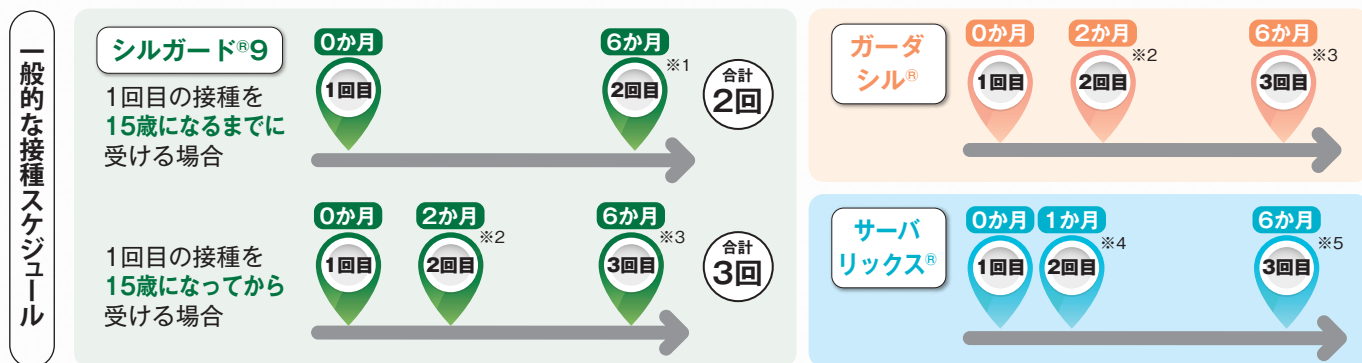 一般的な接種スケジュール
シルガード®9
1回目の接種を
15歳になるまでに
受ける場合
0か月
6か月
1回目
2回目
※1
合計
2回
1回目の接種を
15歳になってから
受ける場合
0か月
2か月
6か月
1回目
2回目
※2
3回目
※3
合計
3回
ガーダ
シル®
0か月
2か月
6か月
1回目
2回目
※2
3回目
※3
サーバ
リックス®
0か月
1か月
6か月
1回目
2回目
※4
3回目
※5